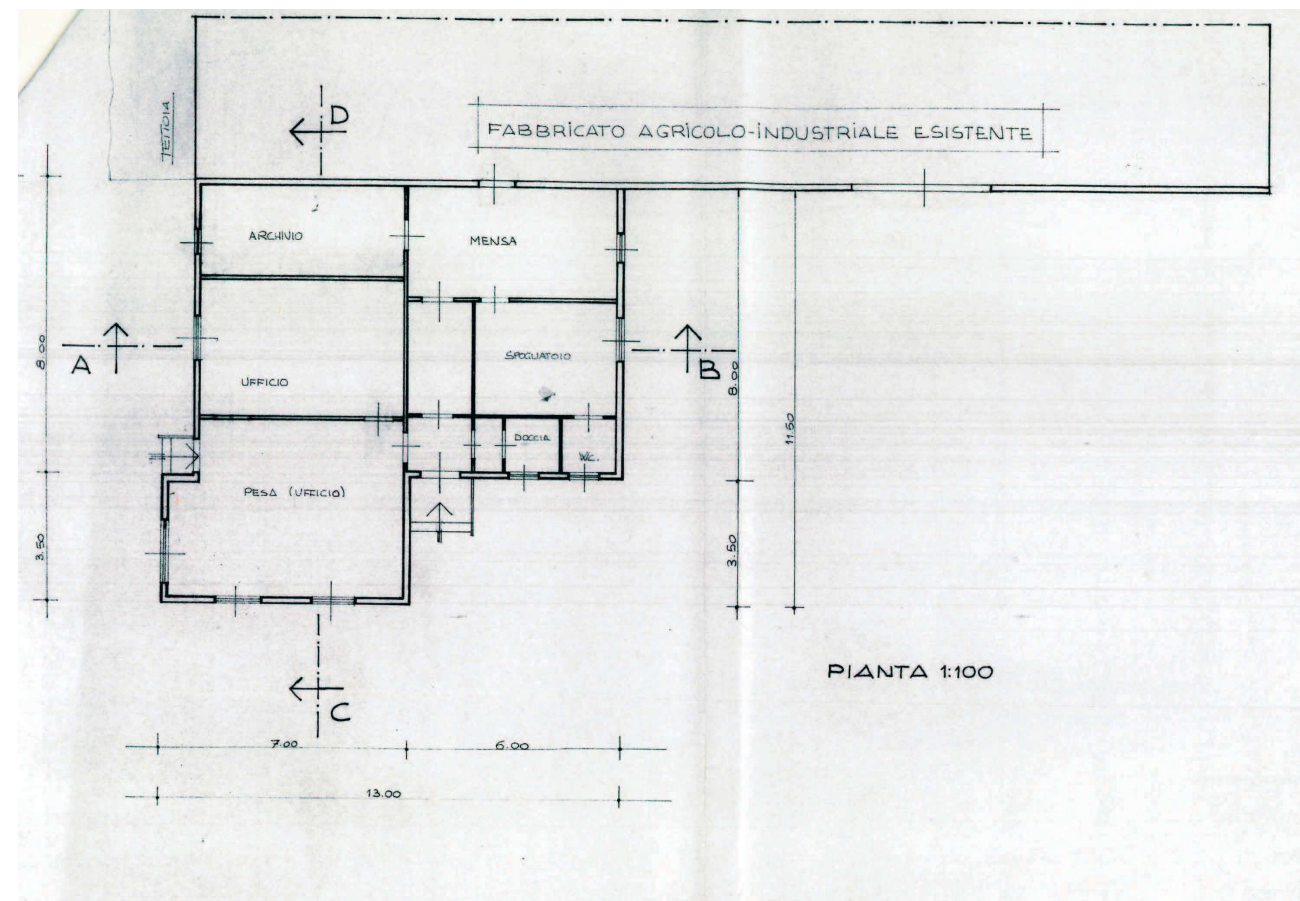 TETTOIA
D
FABBRICATO AGRICOLO-INDUSTRIALE ESISTENTE
ARCHIVIO
MENSA
8.00
A
UFFICIO
SPOGLIATOIO
B
8.00
11.50
DOCCIA
WC.
PESA (UFFICIO)
3.50
3.50
PIANTA 1:100
C
7.00
6.00
13.00